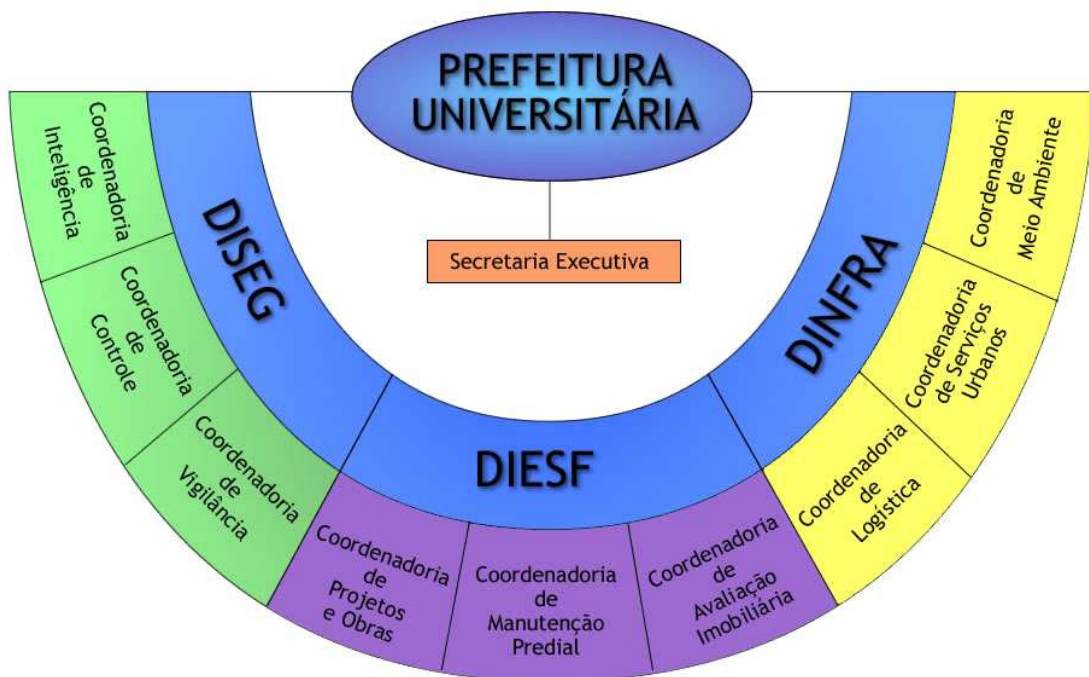 PREFEITURA
UNIVERSITÁRIA
Secretaria Executiva
DISEG
Coordenadoria
de
Inteligência
Coordenadoria
de
Controle
Coordenadoria
de
Vigilância
DIESF
Coordenadoria
de
Projetos
e Obras
Coordenadoria
de
Manutenção
Predial
Coordenadoria
de
Avaliação
Imobiliária
DINFRA
Coordenadoria
de
Logística
Coordenadoria
de Serviços
Urbanos
Coordenadoria
de
Meio Ambiente